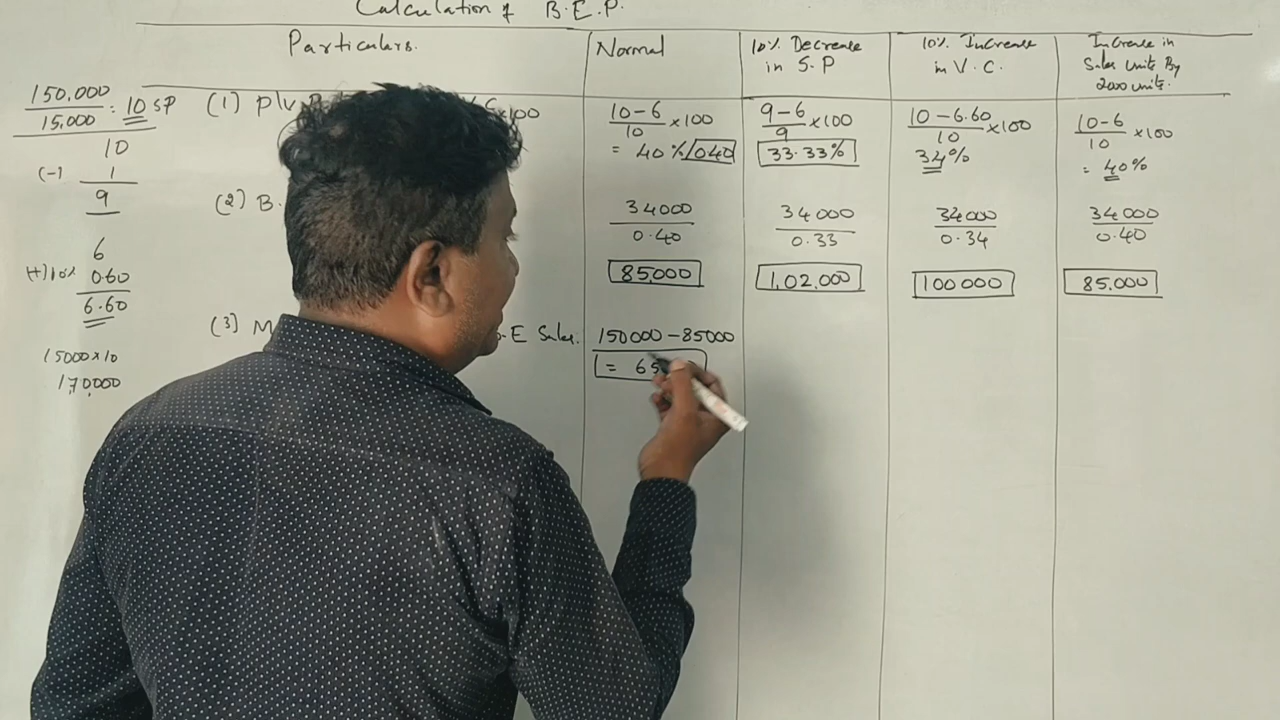 Calculation of B.E.P.
Particulars.
Normal
10% Decrease
in S.P
10% Increase
in V.C.
Increase in
Sales Units By
2000 units.
150,000
15,000
= 10 SP
10
(-) 1
9
6
(+) 10% 0.60
6.60
15000x10
1,70,000
(1) P/V
x100
10-6
10
x100
= 40%/040
9-6
9
x100
33.33%
10-6.60
10
x100
34%
10-6
10
x100
= 40%
(2) B.
34000
0.40
85,000
34000
0.33
1,02,000
34000
0.34
100000
34000
0.40
85,000
(3) M
.E Sales.
150000-85000
= 65